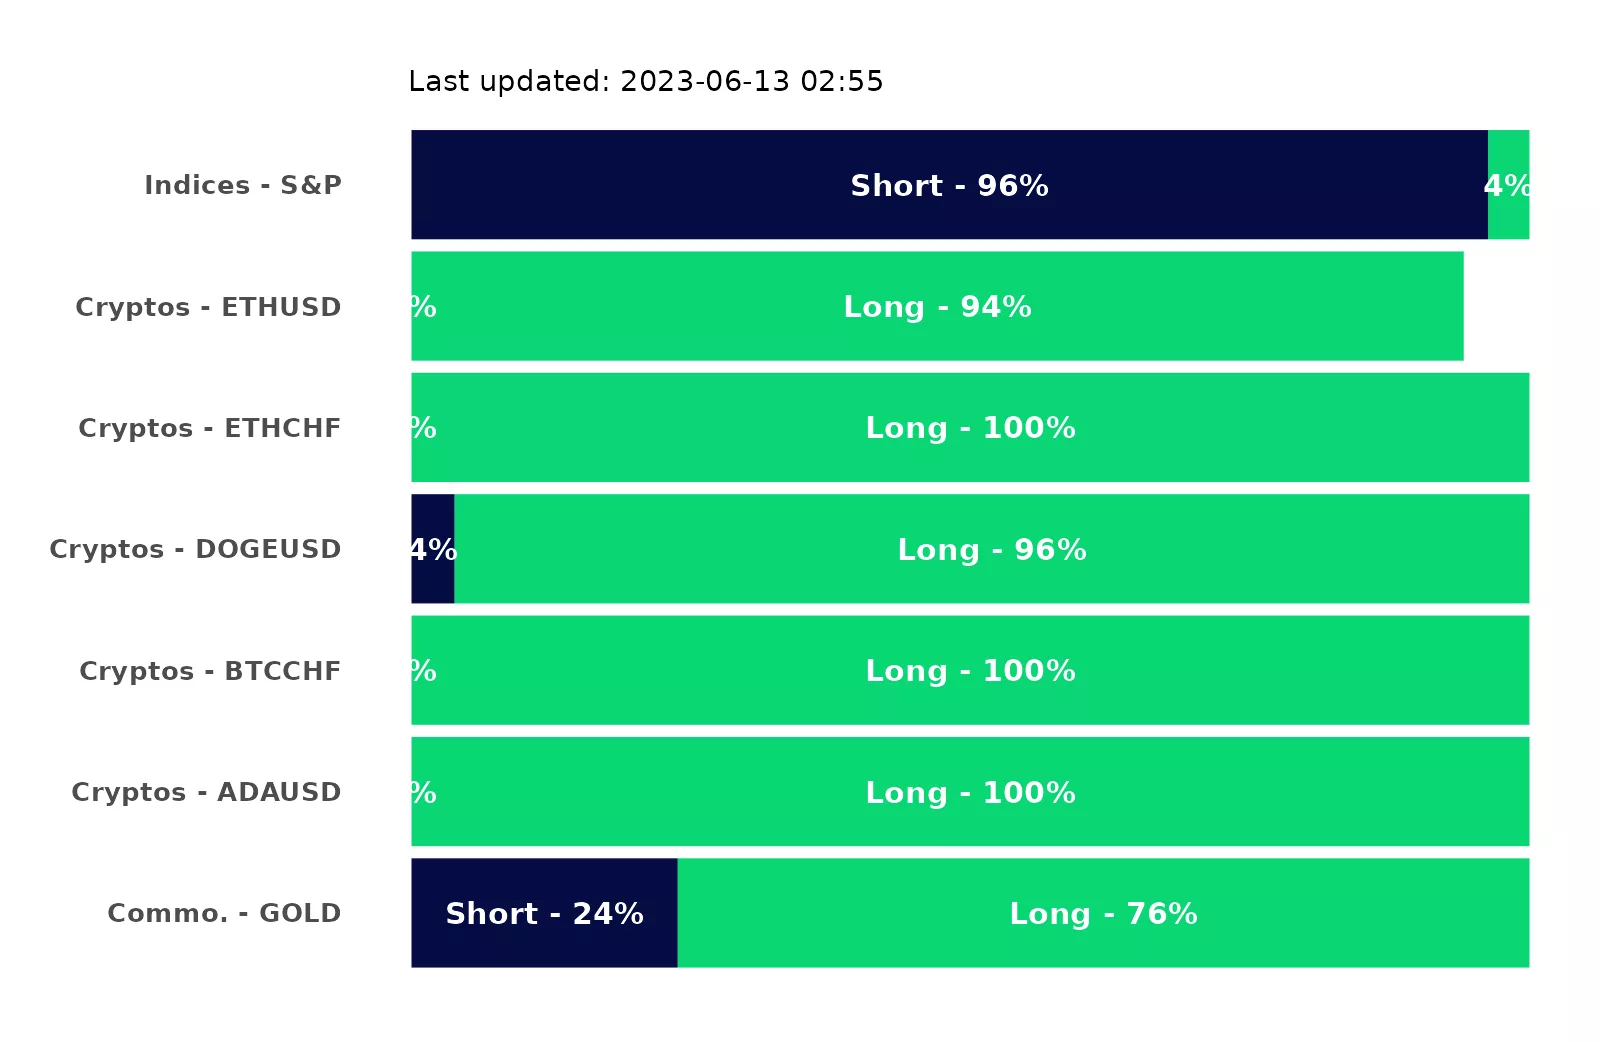 Last updated: 2023-06-13 02:55
Indices - S&P Short - 96% 4%
Cryptos - ETHUSD % Long - 94%
Cryptos - ETHCHF % Long - 100%
Cryptos - DOGEUSD 4% Long - 96%
Cryptos - BTCCHF % Long - 100%
Cryptos - ADAUSD % Long - 100%
Commo. - GOLD Short - 24% Long - 76%